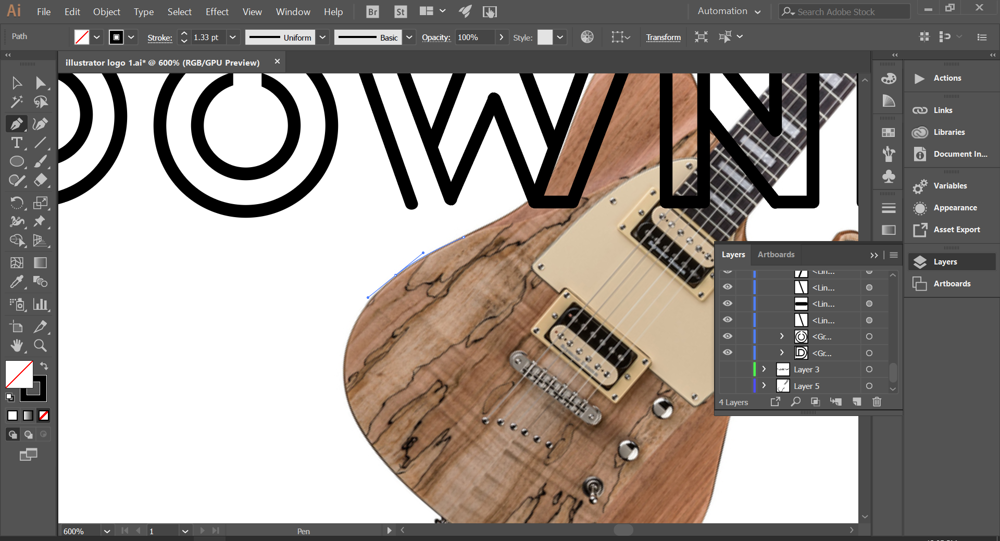 Ai File Edit Object Type Select Effect View Window Help Br St Automation Search Adobe Stock
Path Stroke: 1.33 pt Uniform Basic Opacity: 100% Style: Transform
illustrator logo 1.ai* @ 600% (RGB/GPU Preview)
OWN
Actions
Links
Libraries
Document In...
Variables
Appearance
Asset Export
Layers
Artboards
Layers Artboards
<Lin...
<Lin...
<Lin...
<Lin...
<Gr...
<Gr...
Layer 3
Layer 5
4 Layers
600% 1 Pen